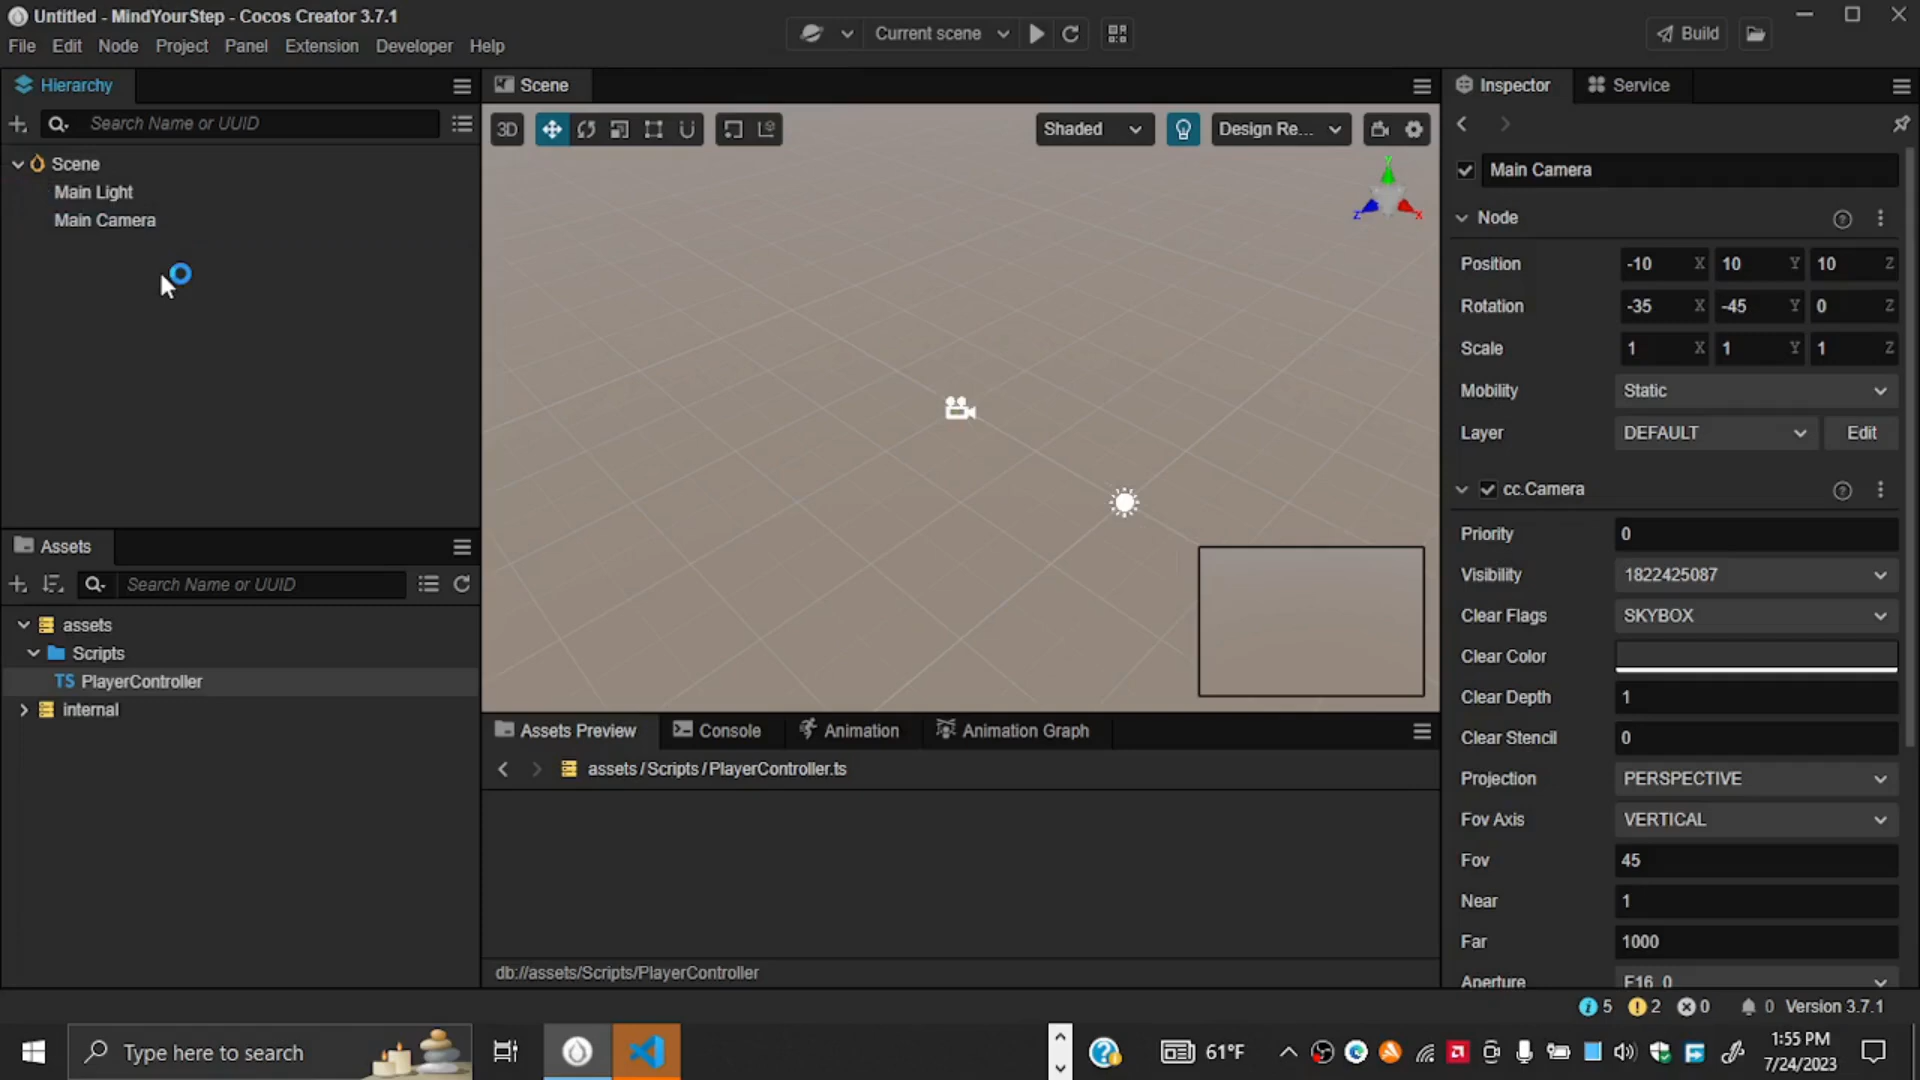 Untitled - MindYourStep - Cocos Creator 3.7.1
File Edit Node Project Panel Extension Developer Help
Current scene
Build
Hierarchy
Search Name or UUID
Scene
Main Light
Main Camera
Assets
Search Name or UUID
assets
Scripts
TS PlayerController
internal
Scene
3D
Shaded
Design Re...
Y
Z
X
Assets Preview
Console
Animation
Animation Graph
assets / Scripts / PlayerController.ts
db://assets/Scripts/PlayerController
Inspector
Service
Main Camera
Node
Position -10 X 10 Y 10 Z
Rotation -35 X -45 Y 0 Z
Scale 1 X 1 Y 1 Z
Mobility Static
Layer DEFAULT Edit
cc.Camera
Priority 0
Visibility 1822425087
Clear Flags SKYBOX
Clear Color
Clear Depth 1
Clear Stencil 0
Projection PERSPECTIVE
Fov Axis VERTICAL
Fov 45
Near 1
Far 1000
Aperture F16_0
5 2 0 0 Version 3.7.1
Type here to search
61°F
1:55 PM
7/24/2023